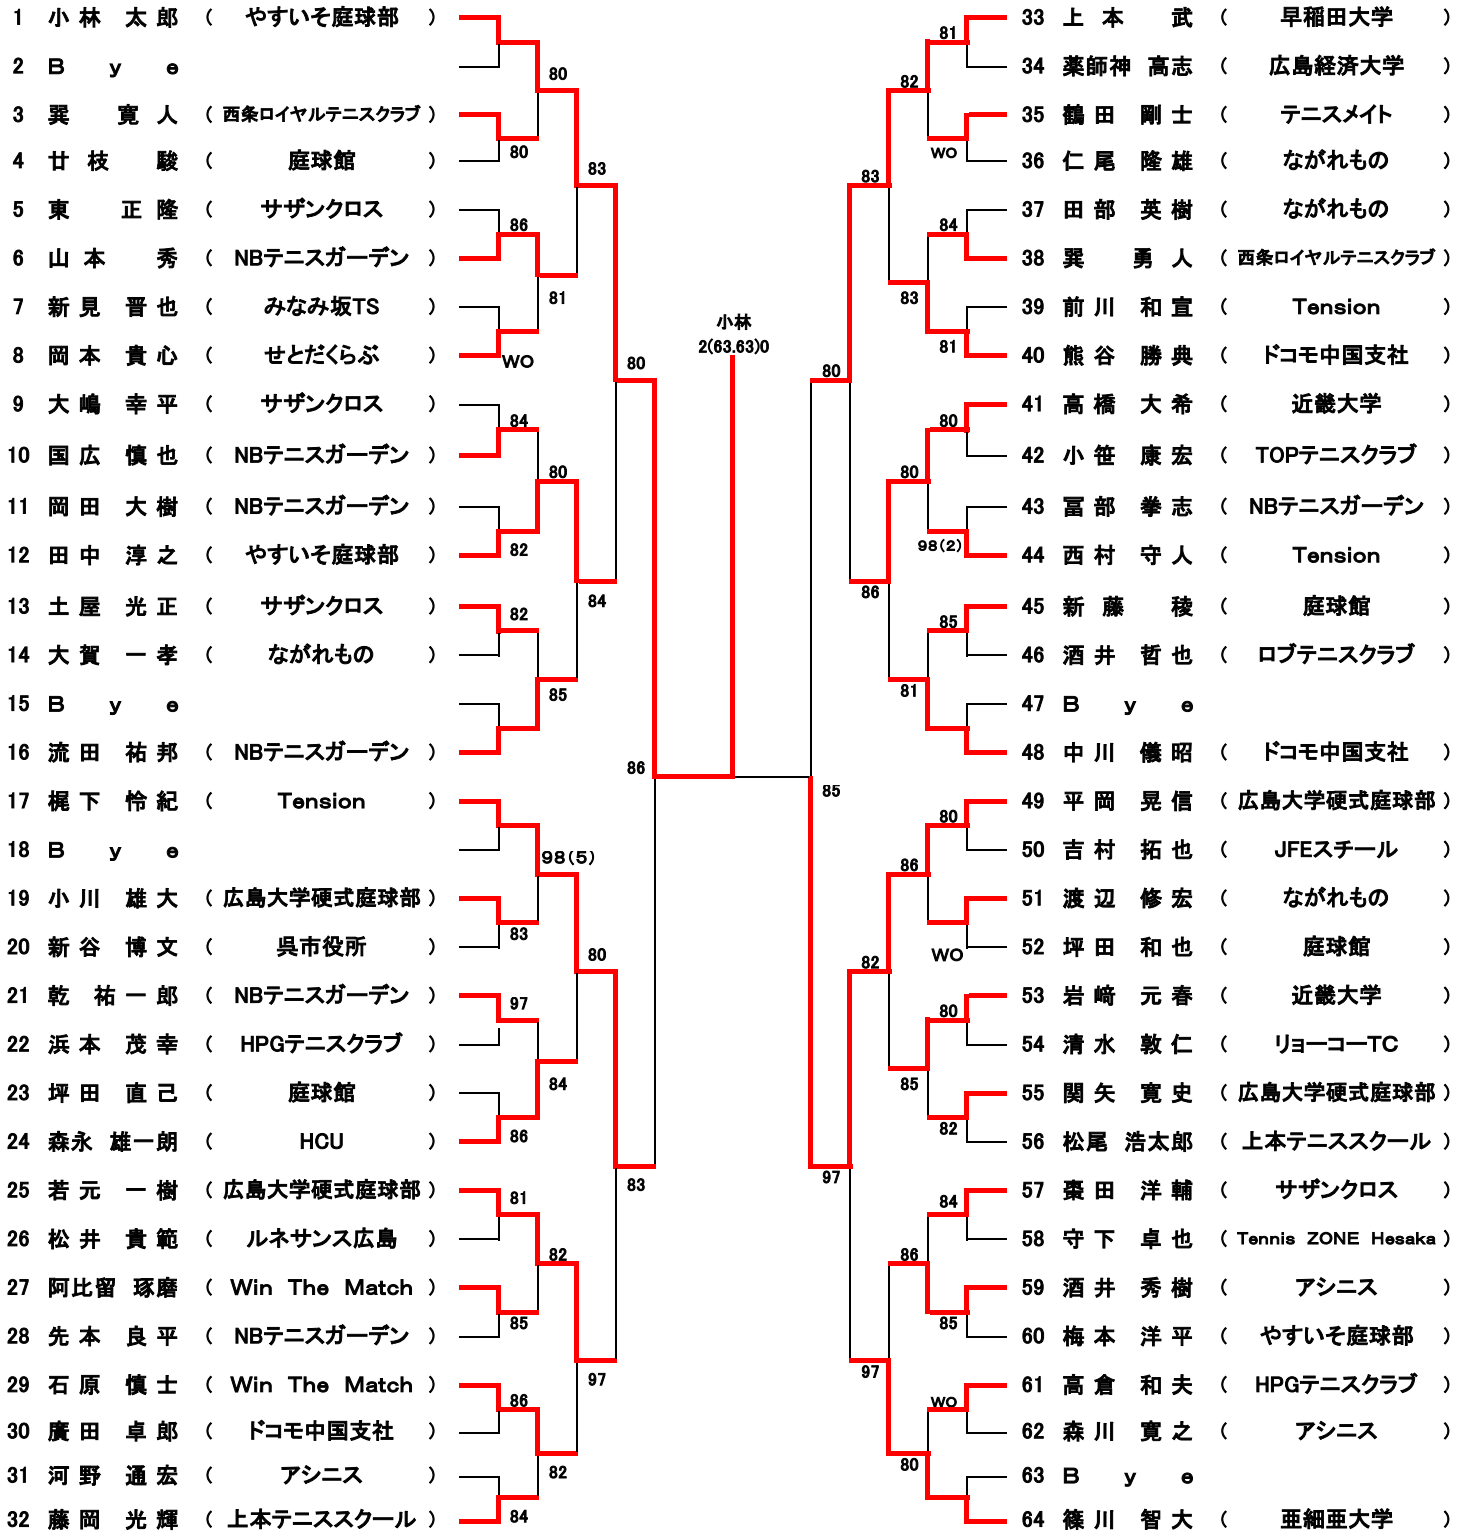 1 小林 太郎 ( やすいそ庭球部 )
2 Bye
3 巽 寛人 ( 西条ロイヤルテニスクラブ )
4 廿枝 駿 ( 庭球館 )
5 東 正隆 ( サザンクロス )
6 山本 秀 ( NBテニスガーデン )
7 新見 晋也 ( みなみ坂TS )
8 岡本 貴心 ( せとだくらぶ )
9 大嶋 幸平 ( サザンクロス )
10 国広 慎也 ( NBテニスガーデン )
11 岡田 大樹 ( NBテニスガーデン )
12 田中 淳之 ( やすいそ庭球部 )
13 土屋 光正 ( サザンクロス )
14 大賀 一孝 ( ながれもの )
15 Bye
16 流田 祐邦 ( NBテニスガーデン )
17 梶下 怜紀 ( Tension )
18 Bye
19 小川 雄大 ( 広島大学硬式庭球部 )
20 新谷 博文 ( 呉市役所 )
21 乾 祐一郎 ( NBテニスガーデン )
22 浜本 茂幸 ( HPGテニスクラブ )
23 坪田 直己 ( 庭球館 )
24 森永 雄一朗 ( HCU )
25 若元 一樹 ( 広島大学硬式庭球部 )
26 松井 貴範 ( ルネサンス広島 )
27 阿比留 琢磨 ( Win The Match )
28 先本 良平 ( NBテニスガーデン )
29 石原 慎士 ( Win The Match )
30 廣田 卓郎 ( ドコモ中国支社 )
31 河野 通宏 ( アシニス )
32 藤岡 光輝 ( 上本テニススクール )
80
86
WO
84
82
82
83
97
86
81
85
86
84
80
81
80
85
98(5)
84
82
82
83
84
80
97
80
83
86
小林
2(63.63)0
85
80
97
83
86
82
97
82
83
80
81
86
85
86
80
81
WO
84
81
80
98(2)
85
80
WO
80
82
84
85
WO
33 上本 武 ( 早稲田大学 )
34 薬師神 高志 ( 広島経済大学 )
35 鶴田 剛士 ( テニスメイト )
36 仁尾 隆雄 ( ながれもの )
37 田部 英樹 ( ながれもの )
38 巽 勇人 ( 西条ロイヤルテニスクラブ )
39 前川 和宣 ( Tension )
40 熊谷 勝典 ( ドコモ中国支社 )
41 高橋 大希 ( 近畿大学 )
42 小笹 康宏 ( TOPテニスクラブ )
43 冨部 拳志 ( NBテニスガーデン )
44 西村 守人 ( Tension )
45 新藤 稜 ( 庭球館 )
46 酒井 哲也 ( ロブテニスクラブ )
47 Bye
48 中川 儀昭 ( ドコモ中国支社 )
49 平岡 晃信 ( 広島大学硬式庭球部 )
50 吉村 拓也 ( JFEスチール )
51 渡辺 修宏 ( ながれもの )
52 坪田 和也 ( 庭球館 )
53 岩﨑 元春 ( 近畿大学 )
54 清水 敦仁 ( リョーコーTC )
55 関矢 寛史 ( 広島大学硬式庭球部 )
56 松尾 浩太郎 ( 上本テニススクール )
57 棗田 洋輔 ( サザンクロス )
58 守下 卓也 ( Tennis ZONE Hesaka )
59 酒井 秀樹 ( アシニス )
60 梅本 洋平 ( やすいそ庭球部 )
61 高倉 和夫 ( HPGテニスクラブ )
62 森川 寛之 ( アシニス )
63 Bye
64 篠川 智大 ( 亜細亜大学 )